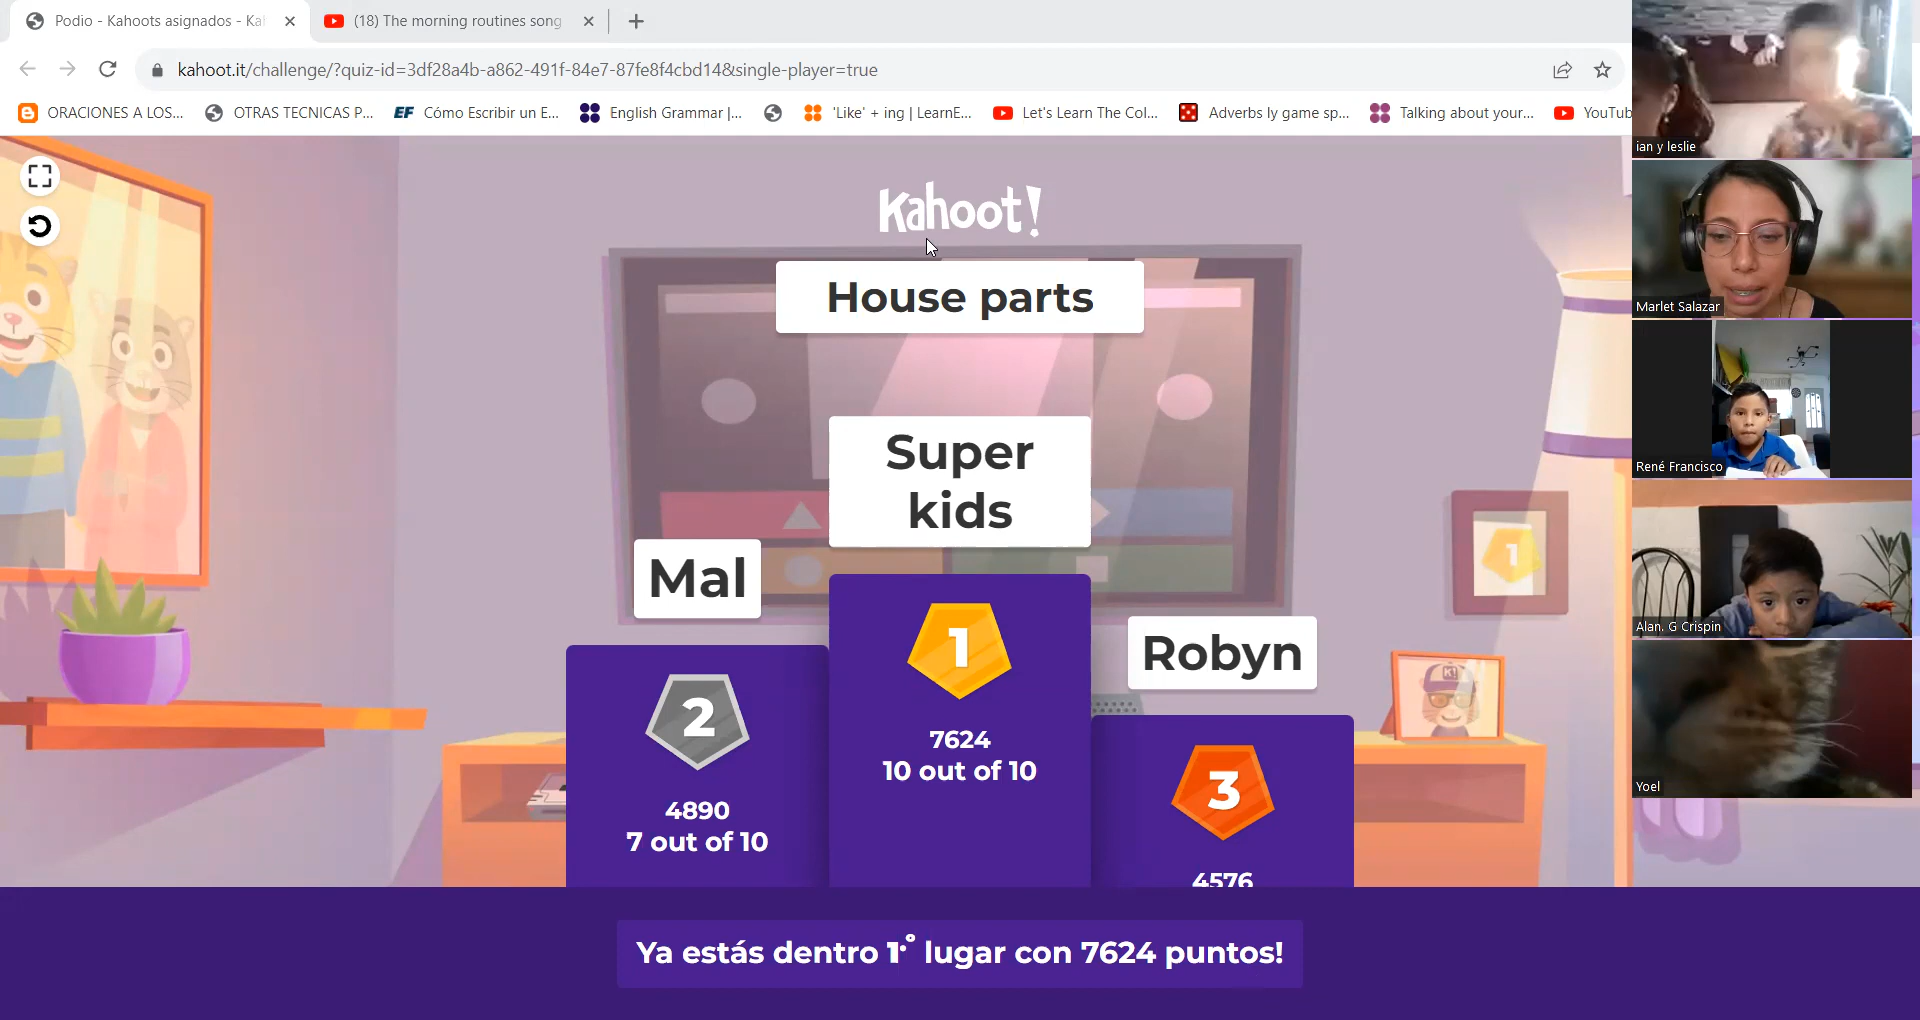 Podio - Kahoots asignados - Ka
(18) The morning routines song
kahoot.it/challenge/?quiz-id=3df28a4b-a862-491f-84e7-87fe8f4cbd14&single-player=true
ORACIONES A LOS...
OTRAS TECNICAS P...
EF
Cómo Escribir un E...
English Grammar |...
'Like' + ing | LearnE...
Let's Learn The Col...
Adverbs ly game sp...
Talking about your...
YouTub
ian y leslie
Marlet Salazar
René Francisco
Alan. G Crispin
Yoel
Kahoot!
House parts
Super
kids
Mal
Robyn
1
2
3
7624
10 out of 10
4890
7 out of 10
4576
1
K!
Ya estás dentro 1.º lugar con 7624 puntos!